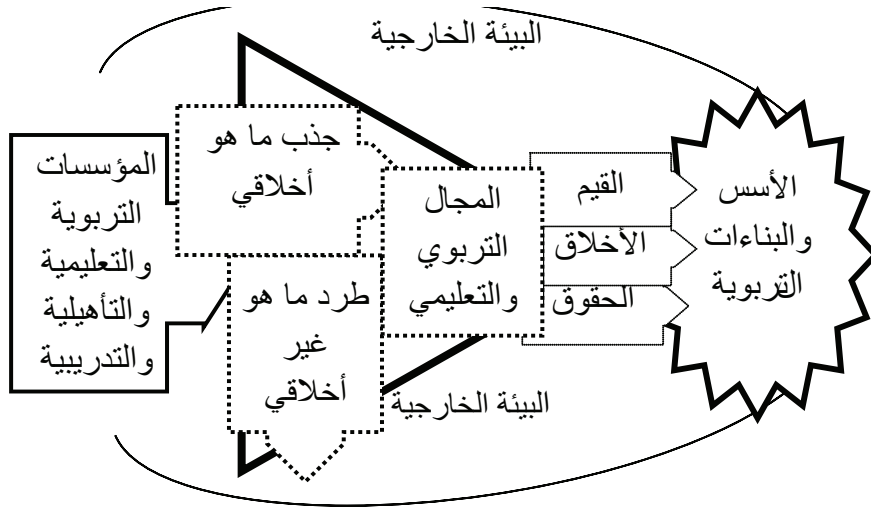 البيئة الخارجية
الأسس
والبناءات
التربوية
القيم
الأخلاق
الحقوق
المجال
التربوي
والتعليمي
جذب ما هو
أخلاقي
طرد ما هو
غير
أخلاقي
المؤسسات
التربوية
والتعليمية
والتأهيلية
والتدريبية
البيئة الخارجية